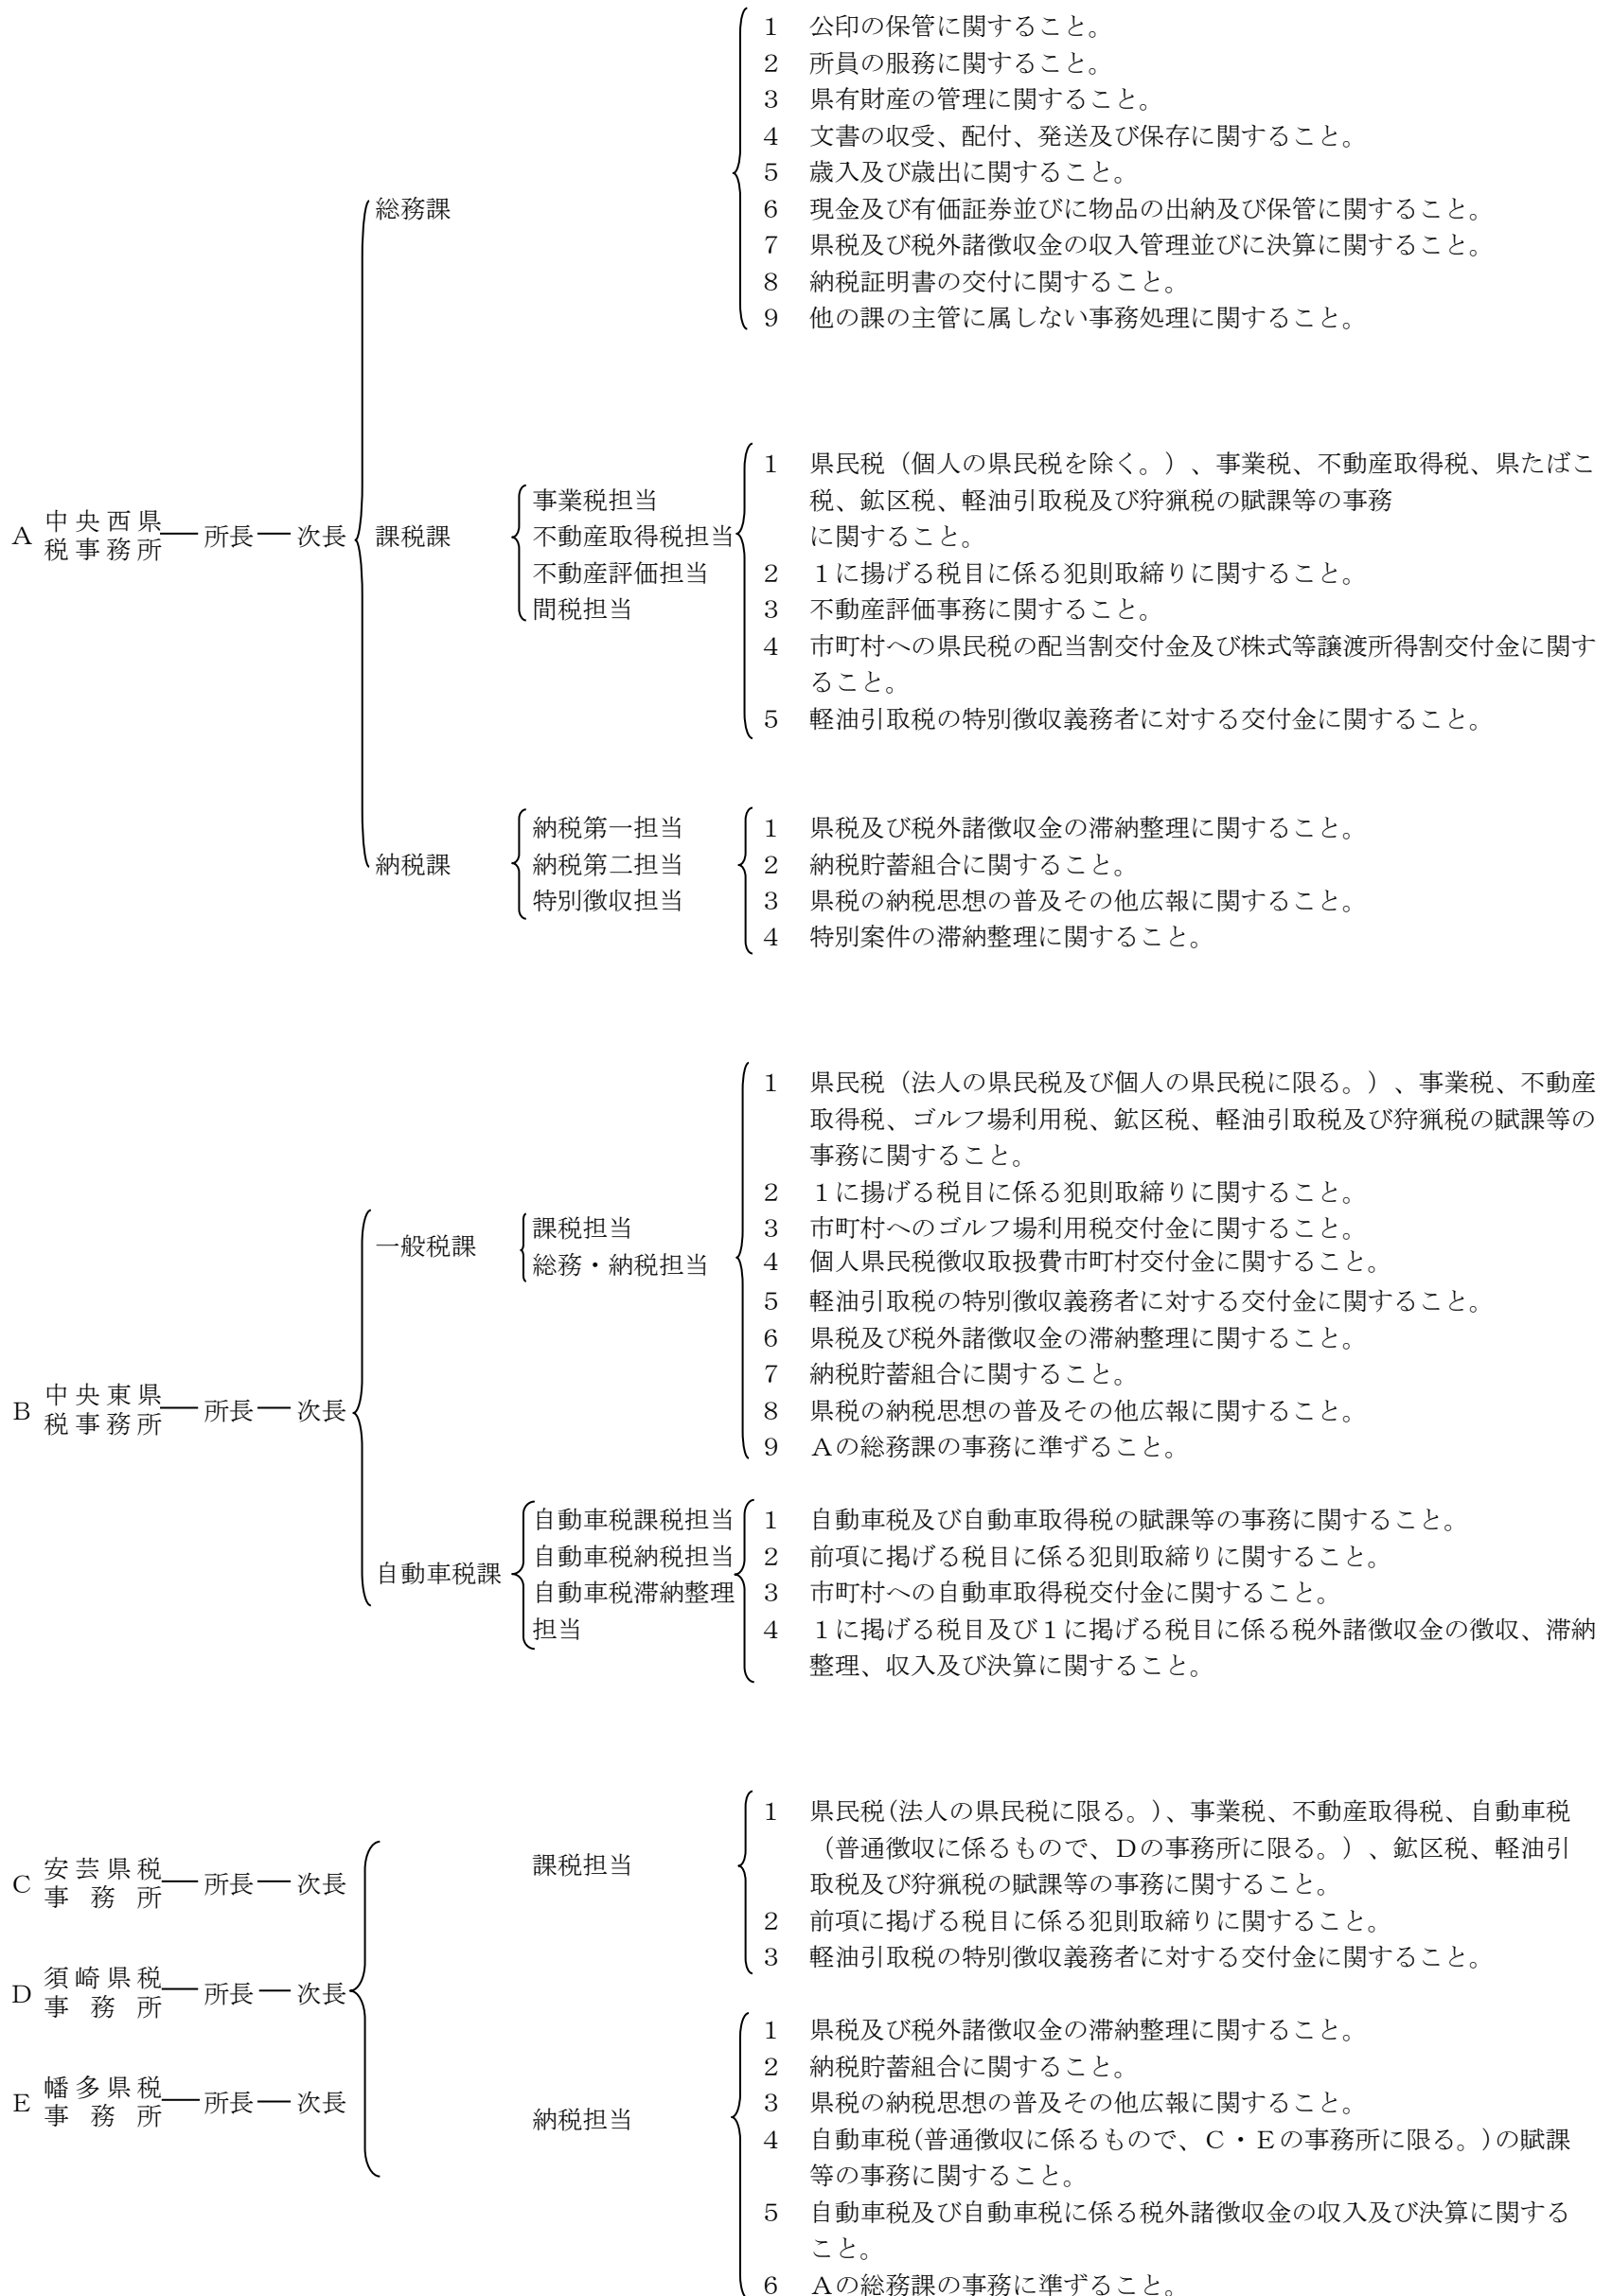 １　公印の保管に関すること。
２　所員の服務に関すること。
３　県有財産の管理に関すること。
４　文書の収受、配付、発送及び保存に関すること。
５　歳入及び歳出に関すること。
総務課
６　現金及び有価証券並びに物品の出納及び保管に関すること。
７　県税及び税外諸徴収金の収入管理並びに決算に関すること。
８　納税証明書の交付に関すること。
９　他の課の主管に属しない事務処理に関すること。
A 中央西県
税事務所
所長
次長
課税課
事業税担当
不動産取得税担当
不動産評価担当
間税担当
１　県民税（個人の県民税を除く。）、事業税、不動産取得税、県たばこ
税、鉱区税、軽油引取税及び狩猟税の賦課等の事務
に関すること。
２　１に揚げる税目に係る犯則取締りに関すること。
３　不動産評価事務に関すること。
４　市町村への県民税の配当割交付金及び株式等譲渡所得割交付金に関す
ること。
５　軽油引取税の特別徴収義務者に対する交付金に関すること。
納税課
納税第一担当
納税第二担当
特別徴収担当
１　県税及び税外諸徴収金の滞納整理に関すること。
２　納税貯蓄組合に関すること。
３　県税の納税思想の普及その他広報に関すること。
４　特別案件の滞納整理に関すること。
B 中央東県
税事務所
所長
次長
一般税課
課税担当
総務・納税担当
１　県民税（法人の県民税及び個人の県民税に限る。）、事業税、不動産
取得税、ゴルフ場利用税、鉱区税、軽油引取税及び狩猟税の賦課等の
事務に関すること。
２　１に揚げる税目に係る犯則取締りに関すること。
３　市町村へのゴルフ場利用税交付金に関すること。
４　個人県民税徴収取扱費市町村交付金に関すること。
５　軽油引取税の特別徴収義務者に対する交付金に関すること。
６　県税及び税外諸徴収金の滞納整理に関すること。
７　納税貯蓄組合に関すること。
８　県税の納税思想の普及その他広報に関すること。
９　Ａの総務課の事務に準ずること。
自動車税課
自動車税課税担当
自動車税納税担当
自動車税滞納整理
担当
１　自動車税及び自動車取得税の賦課等の事務に関すること。
２　前項に掲げる税目に係る犯則取締りに関すること。
３　市町村への自動車取得税交付金に関すること。
４　１に掲げる税目及び１に掲げる税目に係る税外諸徴収金の徴収、滞納
整理、収入及び決算に関すること。
C 安芸県税
事務所
所長
次長
D 須崎県税
事務所
所長
次長
E 幡多県税
事務所
所長
次長
課税担当
１　県民税(法人の県民税に限る。)、事業税、不動産取得税、自動車税
（普通徴収に係るもので、Ｄの事務所に限る。）、鉱区税、軽油引
取税及び狩猟税の賦課等の事務に関すること。
２　前項に掲げる税目に係る犯則取締りに関すること。
３　軽油引取税の特別徴収義務者に対する交付金に関すること。
納税担当
１　県税及び税外諸徴収金の滞納整理に関すること。
２　納税貯蓄組合に関すること。
３　県税の納税思想の普及その他広報に関すること。
４　自動車税(普通徴収に係るもので、Ｃ・Ｅの事務所に限る。)の賦課
等の事務に関すること。
５　自動車税及び自動車税に係る税外諸徴収金の収入及び決算に関する
こと。
６　Ａの総務課の事務に準ずること。